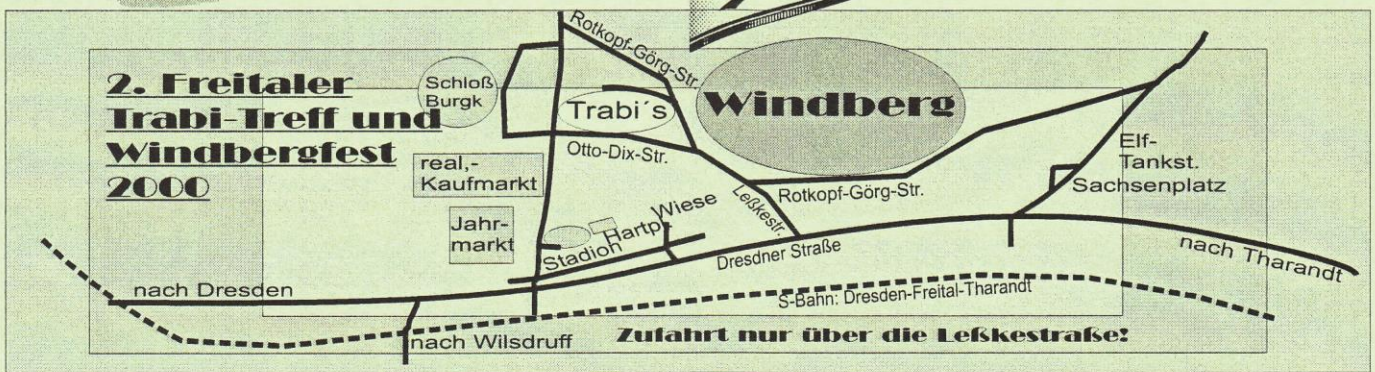 2. Freitaler
Trabi-Treff und
Windbergfest
2000
Schloß
Burgk
Rotkopf-Görg-Str.
Trabi´s
Windberg
Otto-Dix-Str.
real,-
Kaufmarkt
Jahr-
markt
Stadion
Hartpl.
Wiese
Leßkestr.
Rotkopf-Görg-Str.
Elf-
Tankst.
Sachsenplatz
Dresdner Straße
nach Tharandt
nach Dresden
S-Bahn: Dresden-Freital-Tharandt
nach Wilsdruff
Zufahrt nur über die Leßkestraße!